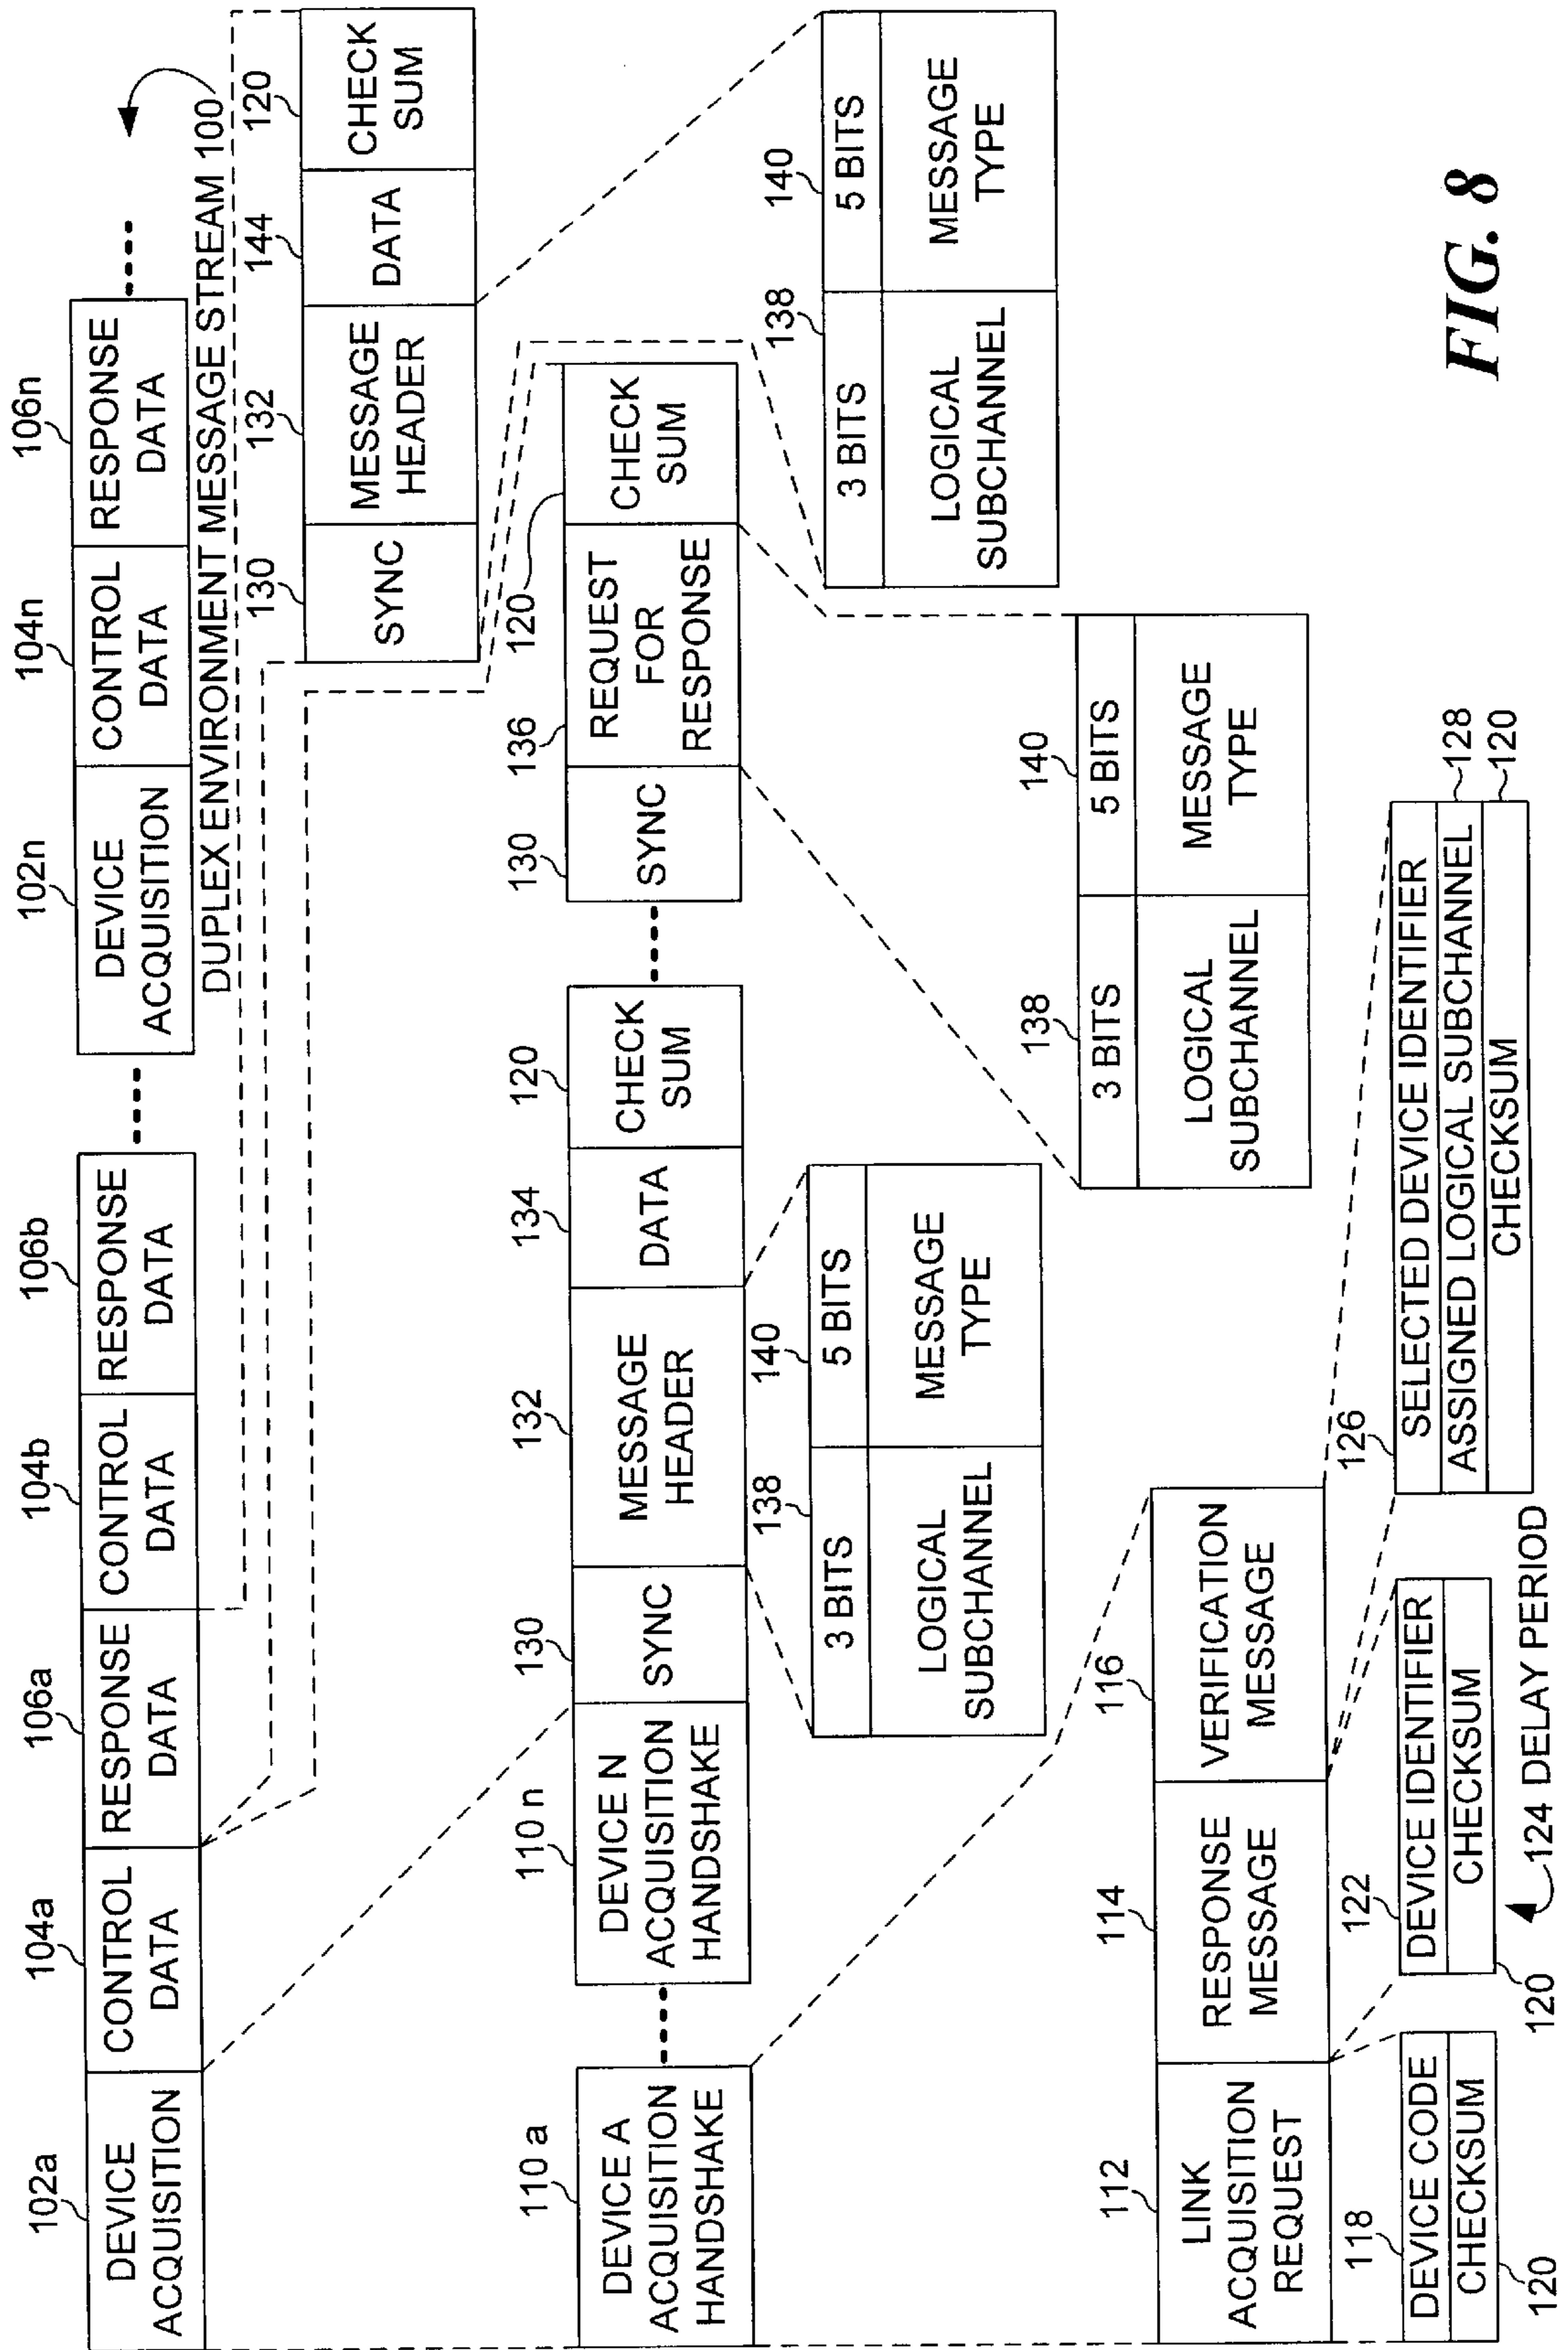 102a
104a
106a
104b
106b
102n
104n
106n
DEVICE
ACQUISITION
CONTROL
DATA
RESPONSE
DATA
CONTROL
DATA
RESPONSE
DATA
DEVICE
ACQUISITION
CONTROL
DATA
RESPONSE
DATA
DUPLEX ENVIRONMENT MESSAGE STREAM 100
130
132
144
120
SYNC
MESSAGE
HEADER
DATA
CHECK
SUM
110a
110n
130
132
134
120
130
136
120
DEVICE A
ACQUISITION
HANDSHAKE
DEVICE N
ACQUISITION
HANDSHAKE
SYNC
MESSAGE
HEADER
DATA
CHECK
SUM
SYNC
REQUEST
FOR
RESPONSE
CHECK
SUM
138
140
3 BITS
5 BITS
LOGICAL
SUBCHANNEL
MESSAGE
TYPE
138
140
3 BITS
5 BITS
LOGICAL
SUBCHANNEL
MESSAGE
TYPE
138
140
3 BITS
5 BITS
LOGICAL
SUBCHANNEL
MESSAGE
TYPE
112
114
116
LINK
ACQUISITION
REQUEST
RESPONSE
MESSAGE
VERIFICATION
MESSAGE
118
DEVICE CODE
CHECKSUM
120
122
DEVICE IDENTIFIER
CHECKSUM
120
124 DELAY PERIOD
126
SELECTED DEVICE IDENTIFIER
ASSIGNED LOGICAL SUBCHANNEL
128
CHECKSUM
120
FIG. 8